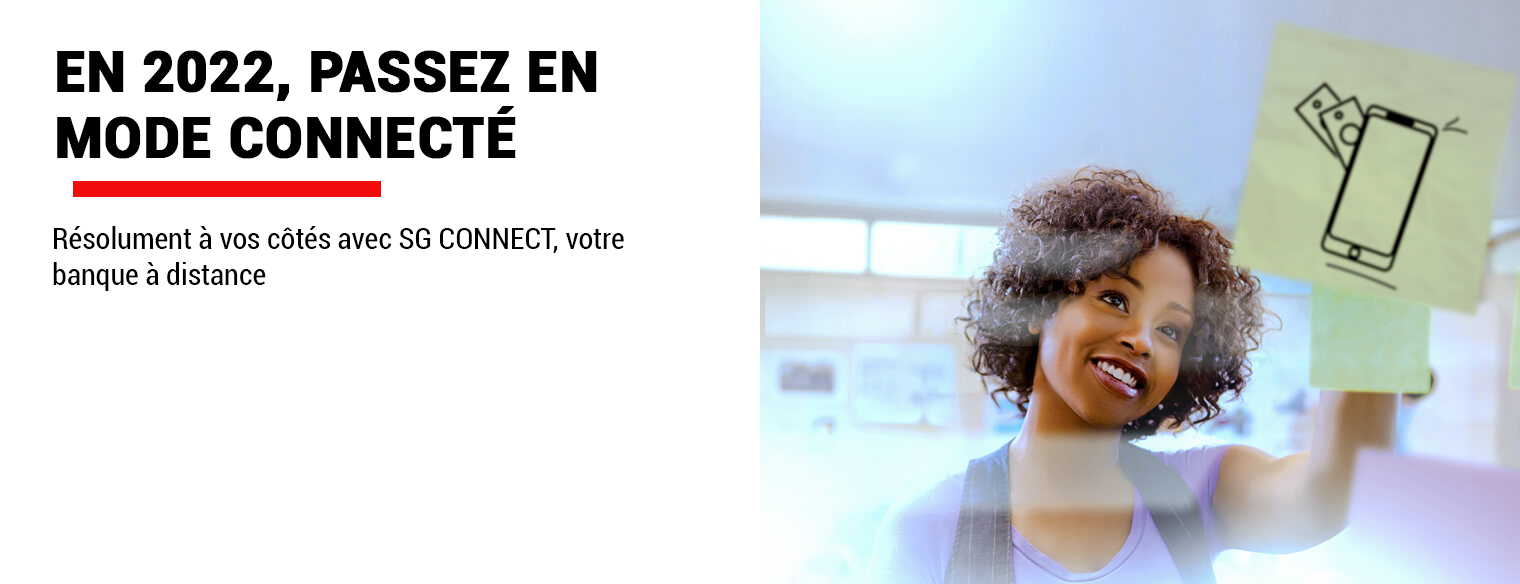 EN 2022, PASSEZ EN
MODE CONNECTÉ
Résolument à vos côtés avec SG CONNECT, votre
banque à distance